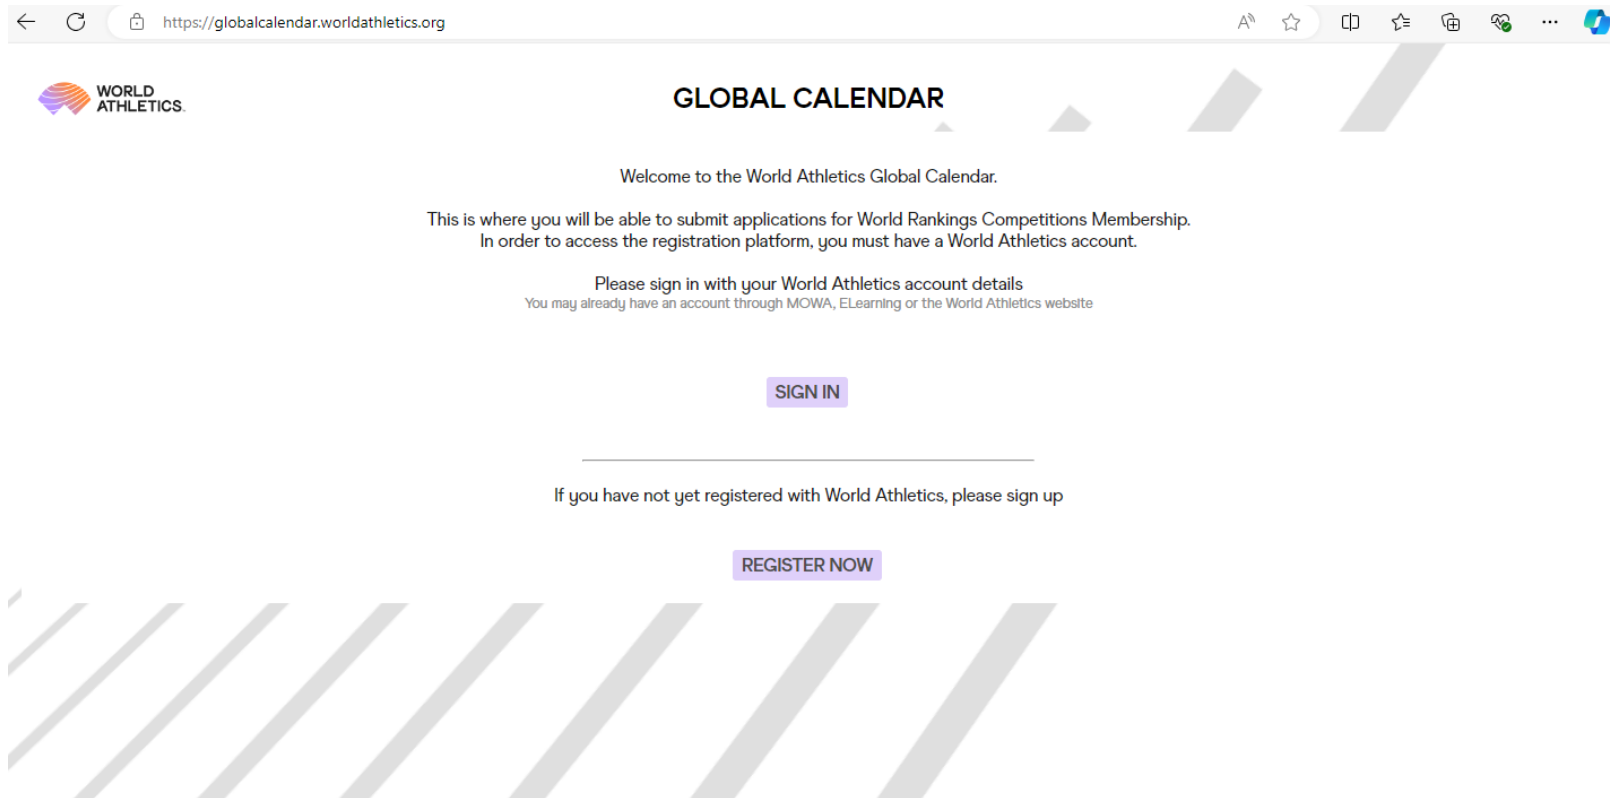 https://globalcalendar.worldathletics.org
WORLD
ATHLETICS.
GLOBAL CALENDAR
Welcome to the World Athletics Global Calendar.
This is where you will be able to submit applications for World Rankings Competitions Membership.
In order to access the registration platform, you must have a World Athletics account.
Please sign in with your World Athletics account details
You may already have an account through MOWA, ELearning or the World Athletics website
SIGN IN
If you have not yet registered with World Athletics, please sign up
REGISTER NOW